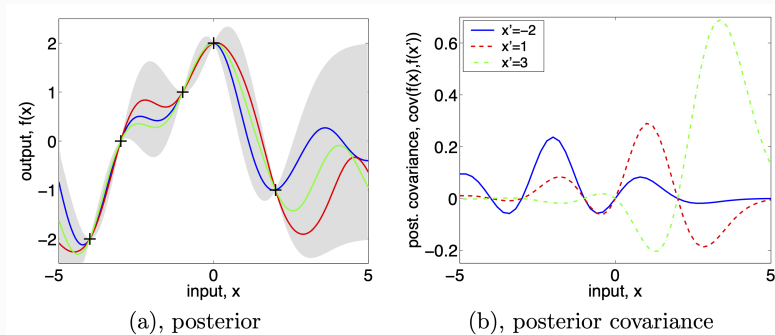 output, f(x)
2
1
0
−1
−2
−5
0
5
input, x
(a), posterior
post. covariance, cov(f(x),f(x'))
0.6
0.4
0.2
0
−0.2
−5
0
5
input, x
x'=−2
x'=1
x'=3
(b), posterior covariance